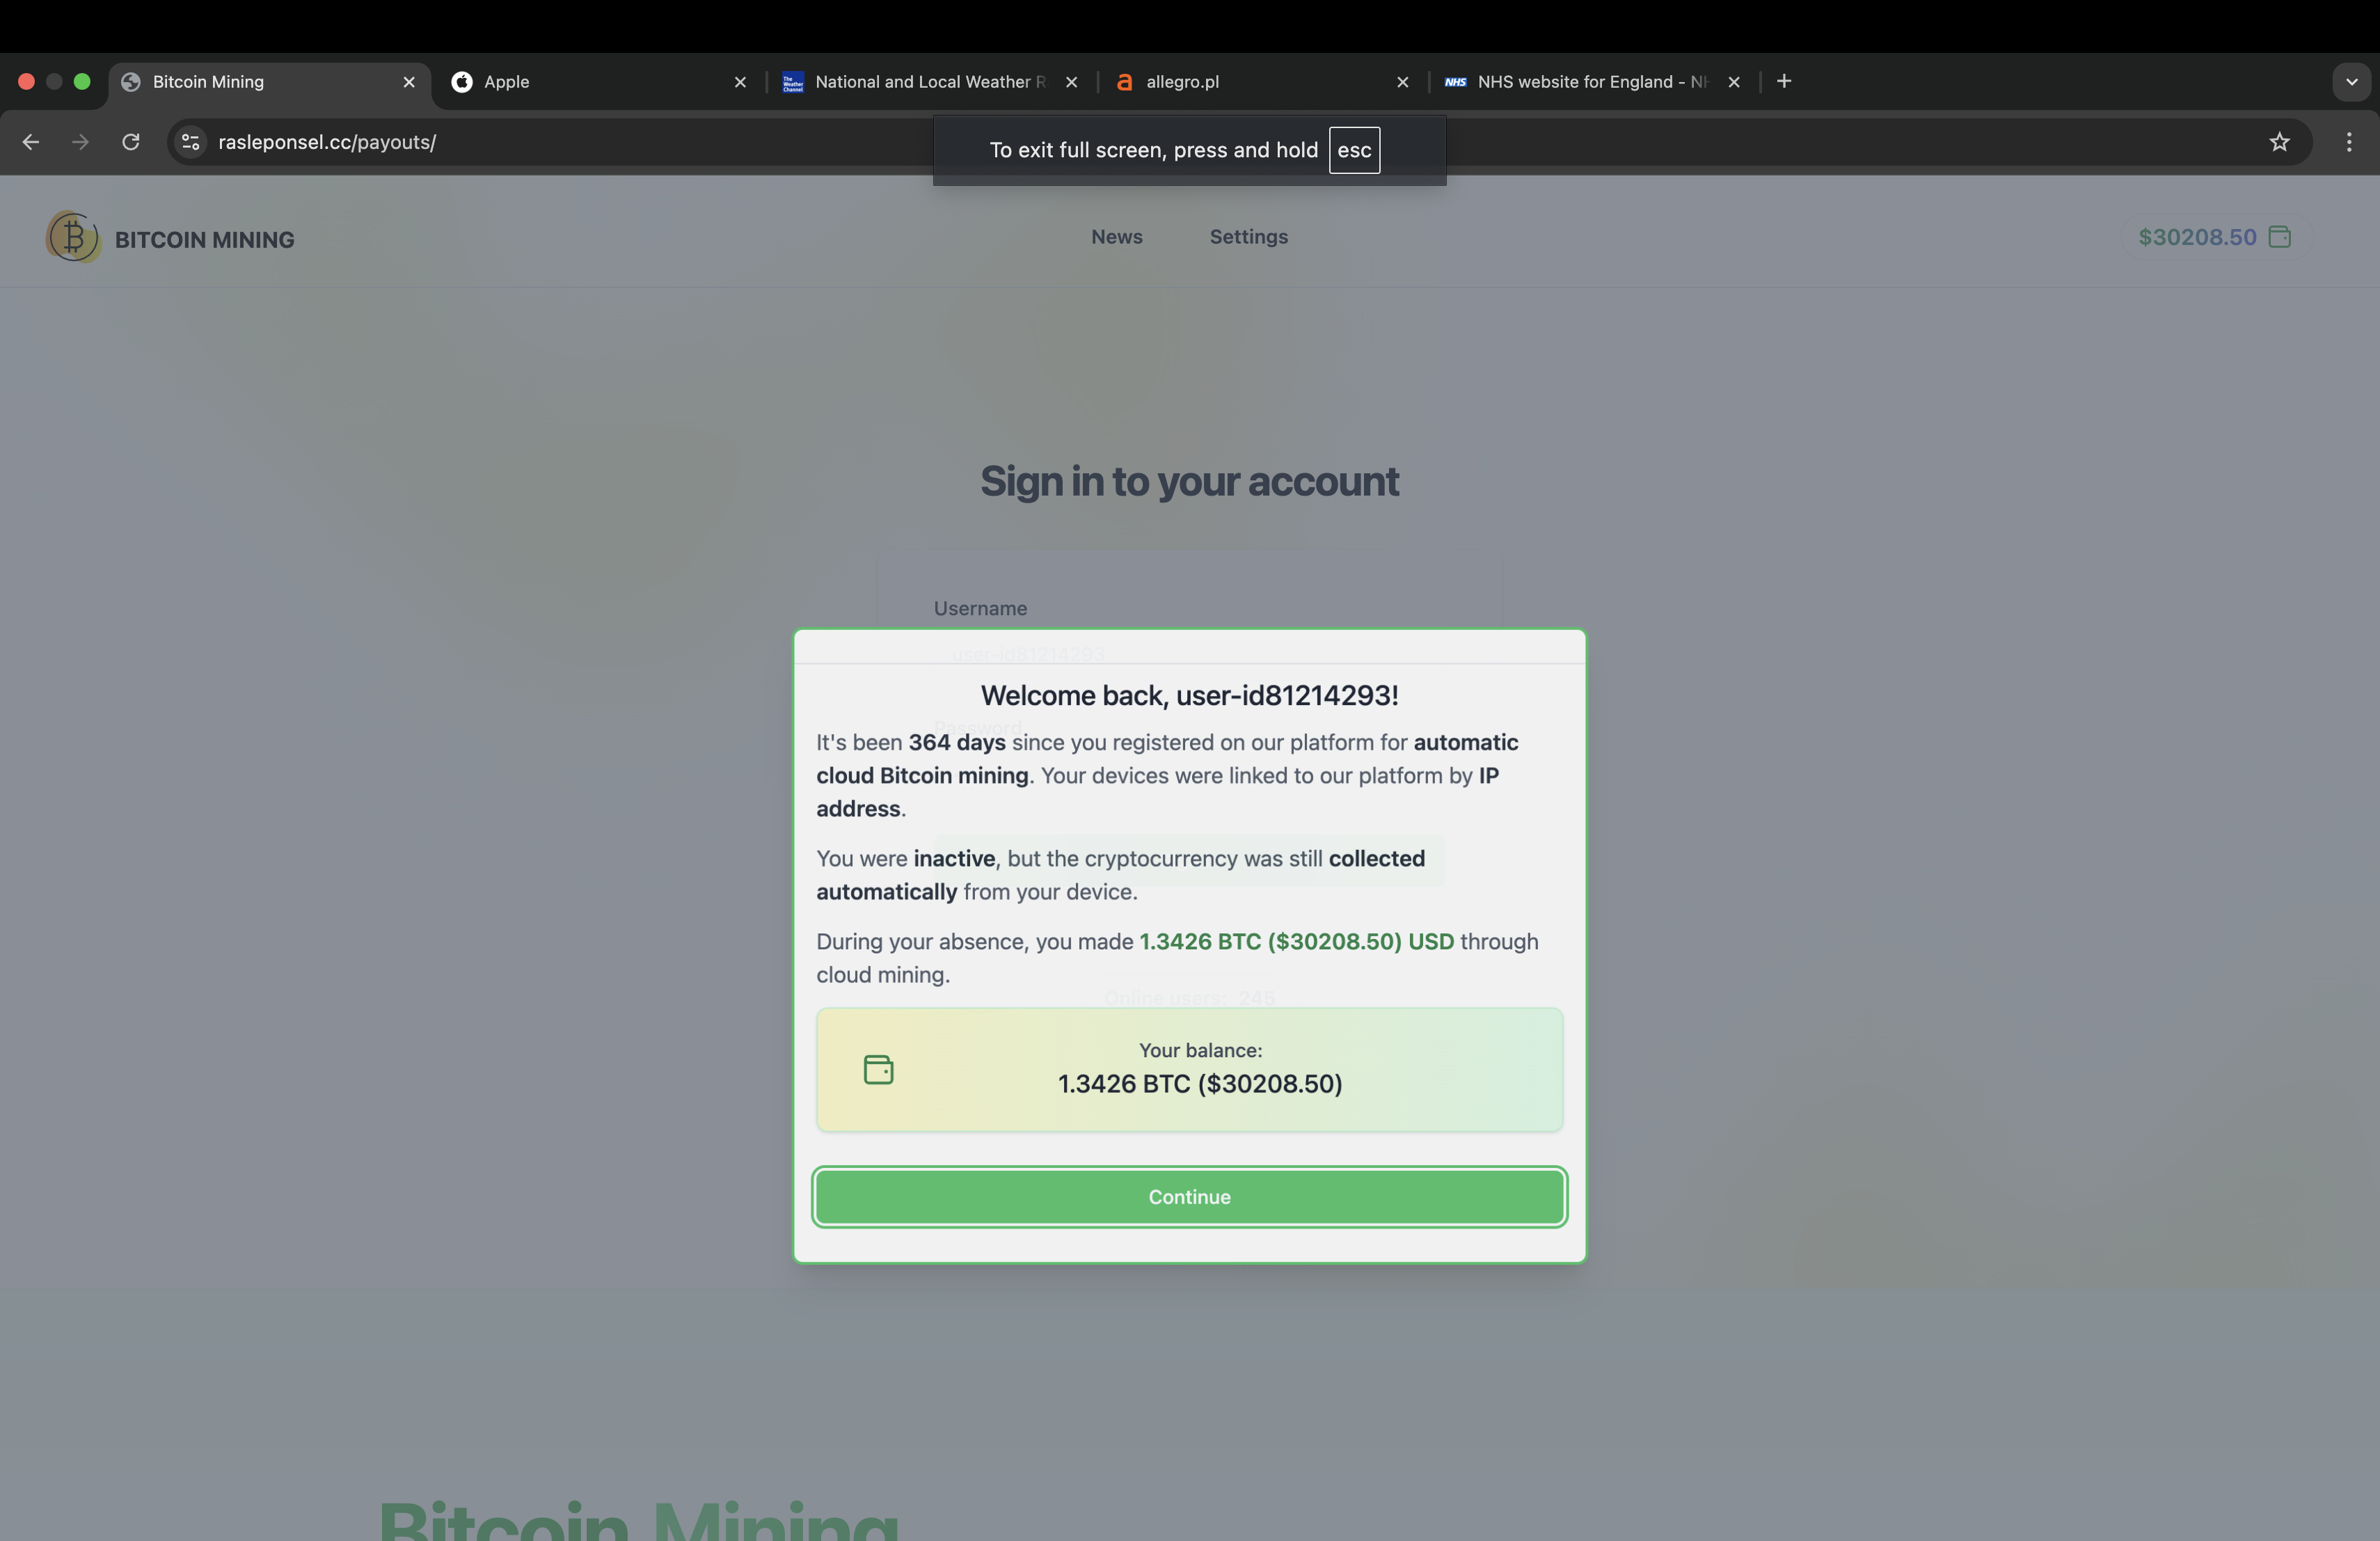 Bitcoin Mining
Apple
National and Local Weather R
allegro.pl
NHS website for England - NH
rasleponsel.cc/payouts/
To exit full screen, press and hold esc
BITCOIN MINING
News
Settings
$30208.50
Sign in to your account
Username
user-id81214293
Welcome back, user-id81214293!
Password
It's been 364 days since you registered on our platform for automatic
cloud Bitcoin mining. Your devices were linked to our platform by IP
address.
You were inactive, but the cryptocurrency was still collected
automatically from your device.
During your absence, you made 1.3426 BTC ($30208.50) USD through
cloud mining.
Online users: 245
Your balance:
1.3426 BTC ($30208.50)
Continue
Bitcoin Mining